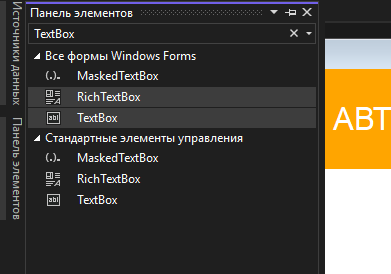 Панель элементов
TextBox
Все формы Windows Forms
MaskedTextBox
RichTextBox
TextBox
Стандартные элементы управления
MaskedTextBox
RichTextBox
TextBox
Источники данных
Панель элементов
АВТ